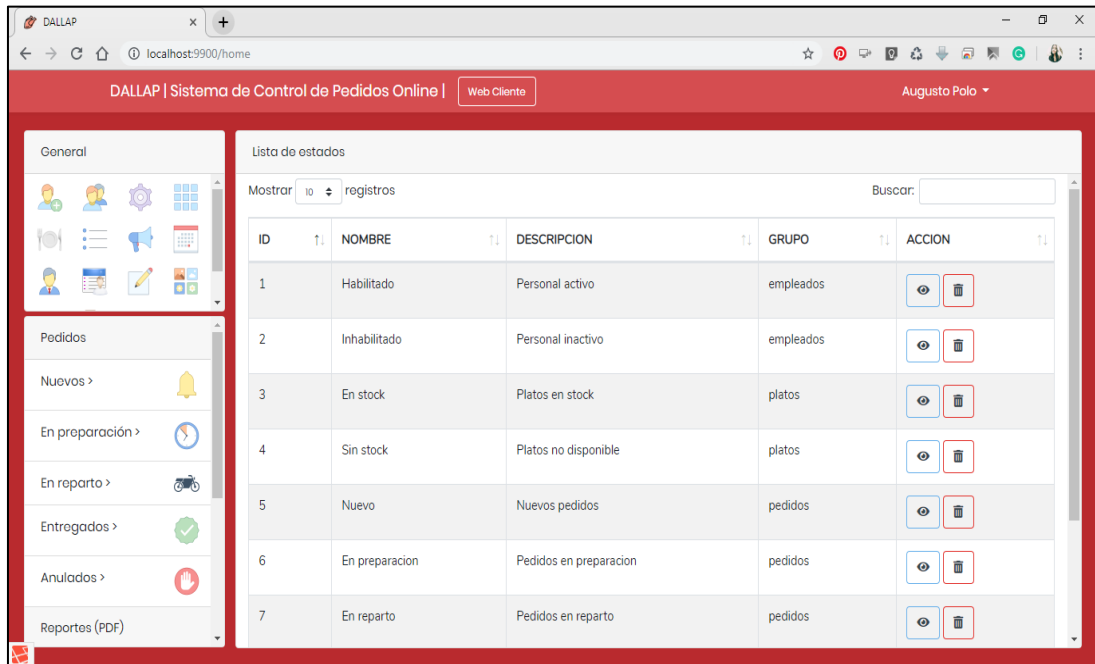 DALLAP
localhost:9900/home
DALLAP | Sistema de Control de Pedidos Online |
Web Cliente
Augusto Polo
General
Pedidos
Nuevos >
En preparación >
En reparto >
Entregados >
Anulados >
Reportes (PDF)
Lista de estados
Mostrar 10 registros
Buscar:
ID NOMBRE DESCRIPCION GRUPO ACCION
1 Habilitado Personal activo empleados
2 Inhabilitado Personal inactivo empleados
3 En stock Platos en stock platos
4 Sin stock Platos no disponible platos
5 Nuevo Nuevos pedidos pedidos
6 En preparacion Pedidos en preparacion pedidos
7 En reparto Pedidos en reparto pedidos